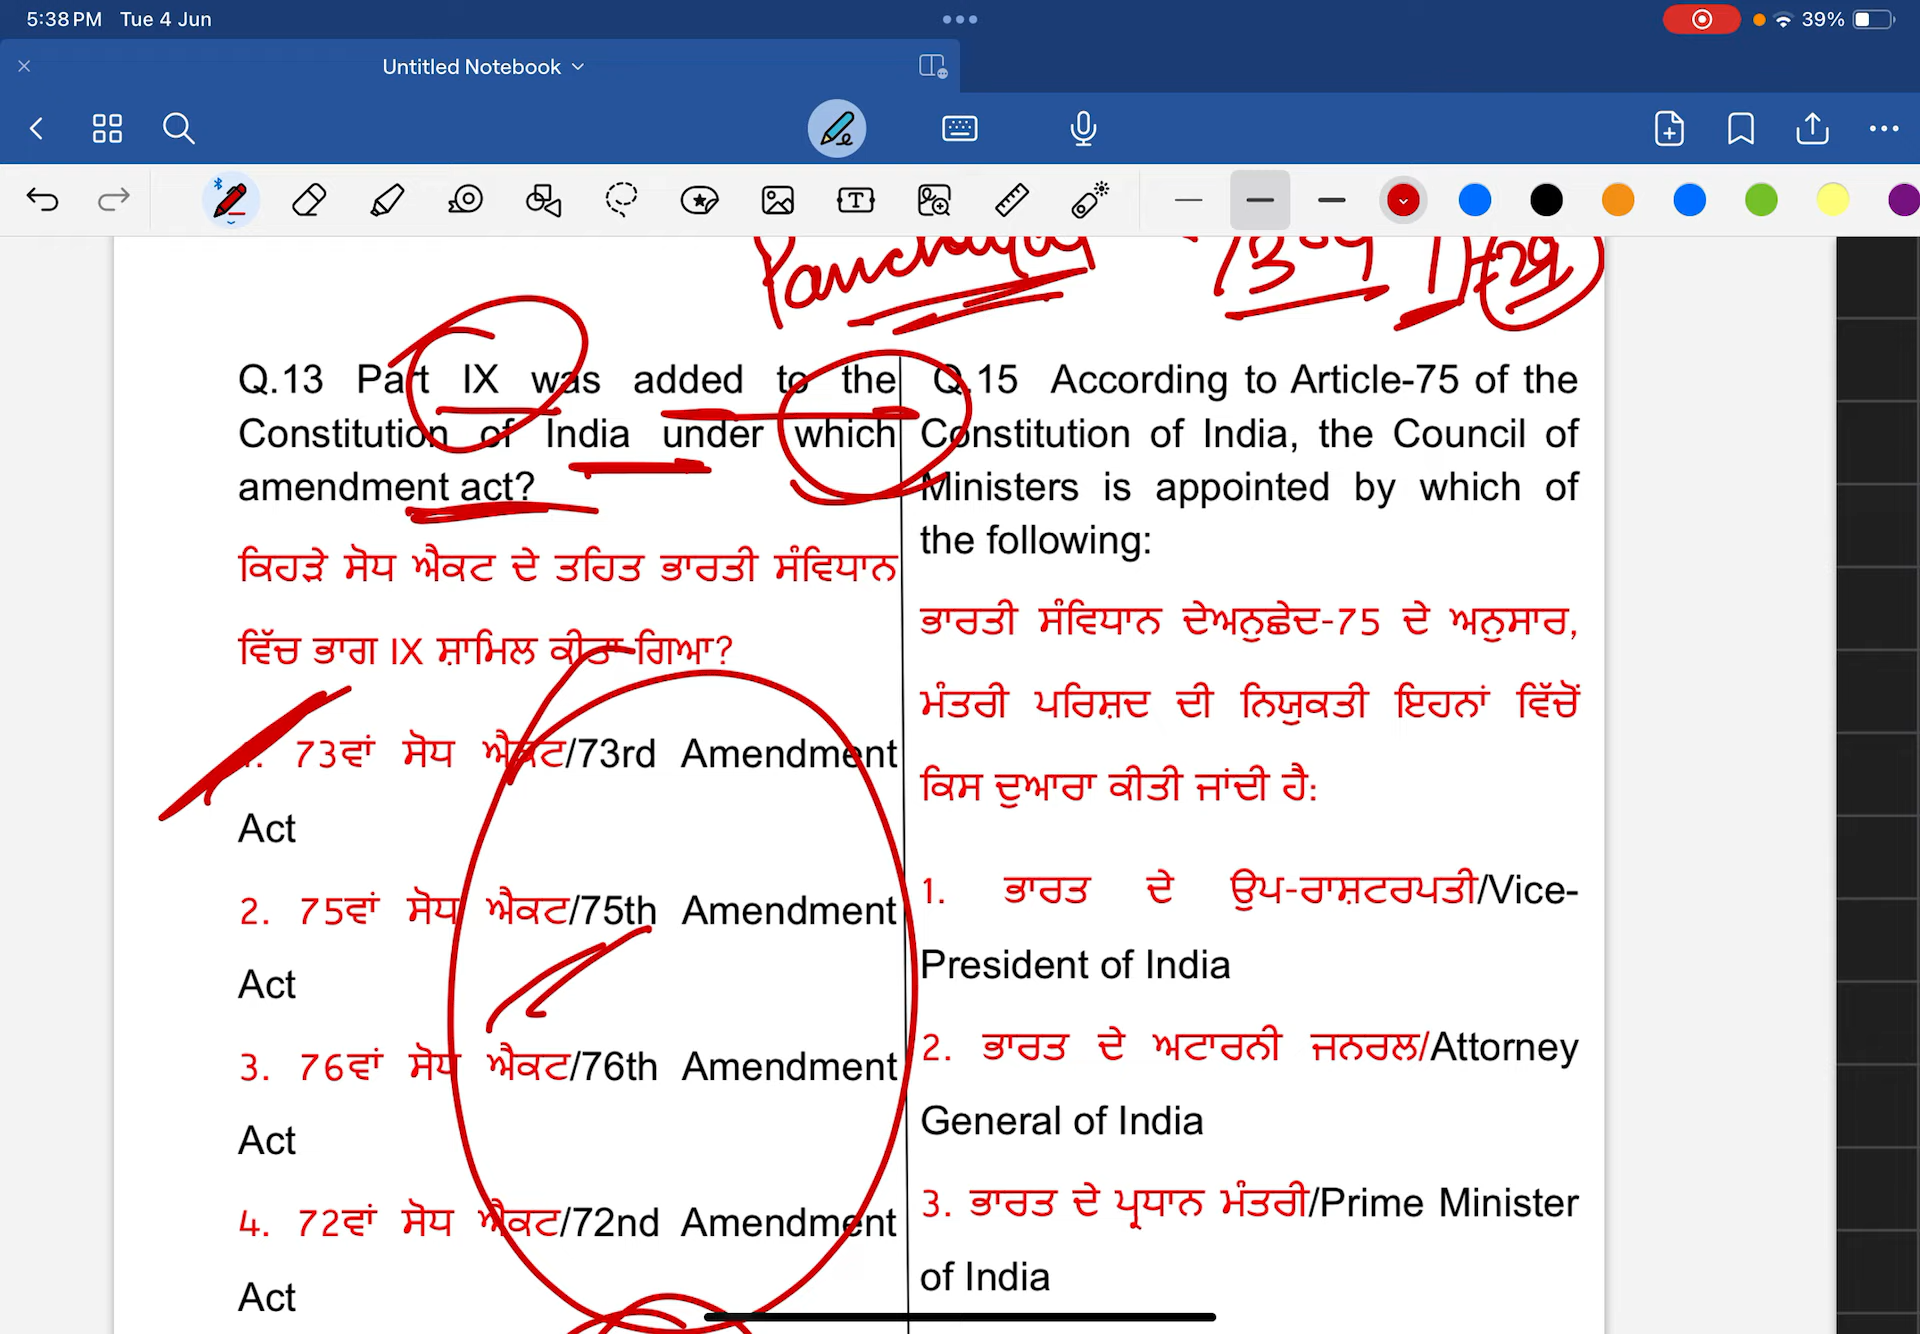 5:38 PM Tue 4 Jun
39%
Untitled Notebook
Panchayat 73rd 11 29
Q.13 Part IX was added to the
Constitution of India under which
amendment act?
ਕਿਹੜੇ ਸੋਧ ਐਕਟ ਦੇ ਤਹਿਤ ਭਾਰਤੀ ਸੰਵਿਧਾਨ
ਵਿੱਚ ਭਾਗ IX ਸ਼ਾਮਿਲ ਕੀਤਾ ਗਿਆ?
1. 73ਵਾਂ ਸੋਧ ਐਕਟ/73rd Amendment
Act
2. 75ਵਾਂ ਸੋਧ ਐਕਟ/75th Amendment
Act
3. 76ਵਾਂ ਸੋਧ ਐਕਟ/76th Amendment
Act
4. 72ਵਾਂ ਸੋਧ ਐਕਟ/72nd Amendment
Act
Q.15 According to Article-75 of the
Constitution of India, the Council of
Ministers is appointed by which of
the following:
ਭਾਰਤੀ ਸੰਵਿਧਾਨ ਦੇਅਨੁਛੇਦ-75 ਦੇ ਅਨੁਸਾਰ,
ਮੰਤਰੀ ਪਰਿਸ਼ਦ ਦੀ ਨਿਯੁਕਤੀ ਇਹਨਾਂ ਵਿੱਚੋਂ
ਕਿਸ ਦੁਆਰਾ ਕੀਤੀ ਜਾਂਦੀ ਹੈ:
1. ਭਾਰਤ ਦੇ ਉਪ-ਰਾਸ਼ਟਰਪਤੀ/Vice-
President of India
2. ਭਾਰਤ ਦੇ ਅਟਾਰਨੀ ਜਨਰਲ/Attorney
General of India
3. ਭਾਰਤ ਦੇ ਪ੍ਰਧਾਨ ਮੰਤਰੀ/Prime Minister
of India